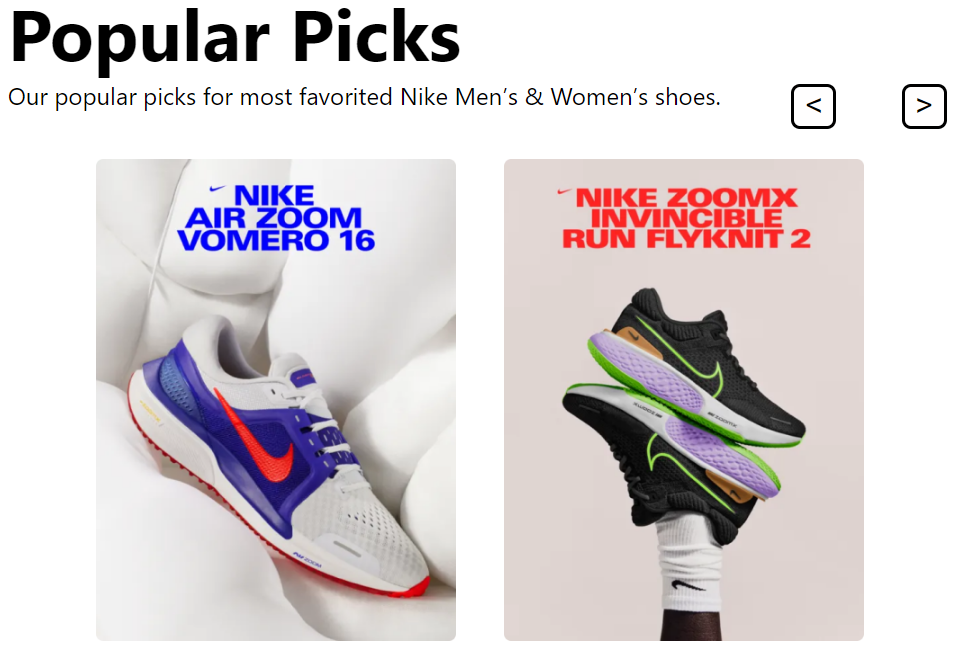 Popular Picks
Our popular picks for most favorited Nike Men’s & Women’s shoes.
<
>
NIKE
AIR ZOOM
VOMERO 16
NIKE ZOOMX
INVINCIBLE
RUN FLYKNIT 2